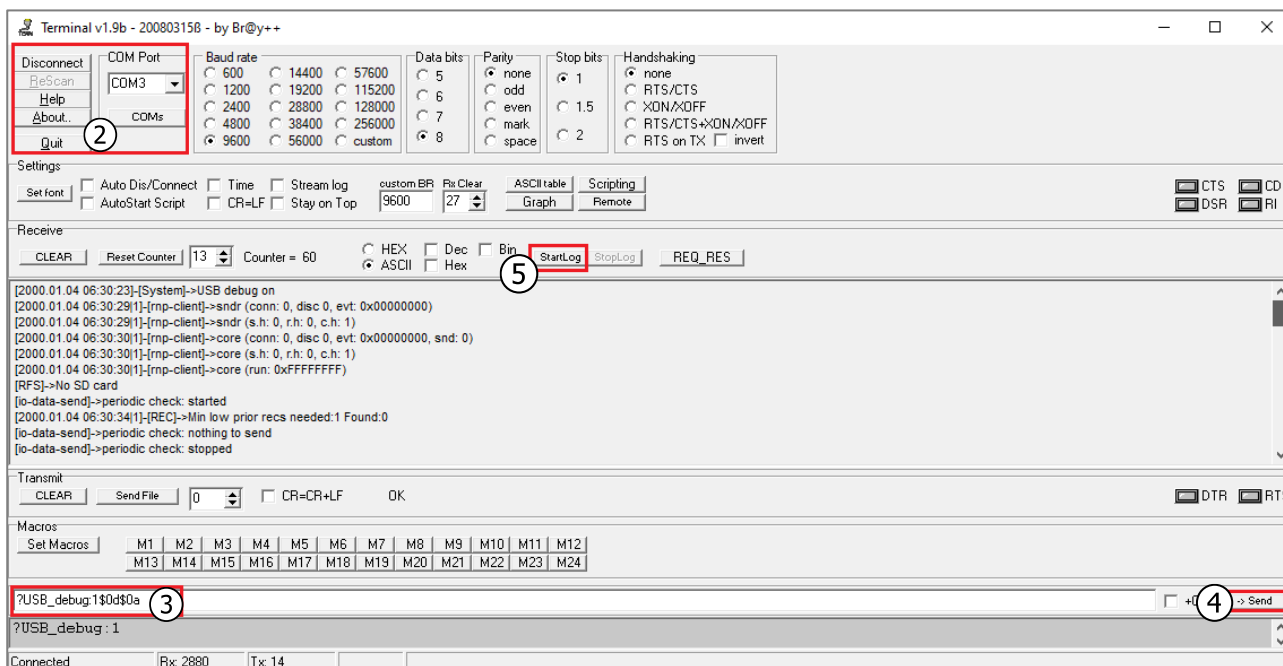 Terminal v1.9b - 20080315ß - by Br@y++
Disconnect
ReScan
Help
About..
Quit
②
COM Port
COM3
COMs
Baud rate
600 14400 57600
1200 19200 115200
2400 28800 128000
4800 38400 256000
9600 56000 custom
Data bits
5
6
7
8
Parity
none
odd
even
mark
space
Stop bits
1
1.5
2
Handshaking
none
RTS/CTS
XON/XOFF
RTS/CTS+XON/XOFF
RTS on TX invert
Settings
Set font
Auto Dis/Connect Time Stream log
AutoStart Script CR=LF Stay on Top
custom BR Rx Clear
9600 27
ASCII table Scripting
Graph Remote
CTS CD
DSR RI
Receive
CLEAR Reset Counter 13 Counter = 60
HEX Dec Bin
ASCII Hex
⑤
StartLog StopLog REQ_RES
[2000.01.04 06:30:23]-[System]->USB debug on
[2000.01.04 06:30:29|1]-[rnp-client]->sndr (conn: 0, disc 0, evt: 0x00000000)
[2000.01.04 06:30:29|1]-[rnp-client]->sndr (s.h: 0, r.h: 0, c.h: 1)
[2000.01.04 06:30:30|1]-[rnp-client]->core (conn: 0, disc 0, evt: 0x00000000, snd: 0)
[2000.01.04 06:30:30|1]-[rnp-client]->core (s.h: 0, r.h: 0, c.h: 1)
[2000.01.04 06:30:30|1]-[rnp-client]->core (run: 0xFFFFFFFF)
[RFS]->No SD card
[io-data-send]->periodic check: started
[2000.01.04 06:30:34|1]-[REC]->Min low prior recs needed:1 Found:0
[io-data-send]->periodic check: nothing to send
[io-data-send]->periodic check: stopped
Transmit
CLEAR Send File 0 CR=CR+LF OK
DTR RTS
Macros
Set Macros
M1 M2 M3 M4 M5 M6 M7 M8 M9 M10 M11 M12
M13 M14 M15 M16 M17 M18 M19 M20 M21 M22 M23 M24
?USB_debug:1$0d$0a ③
④ -> Send
?USB_debug:1
Connected Rx: 2880 Tx: 14